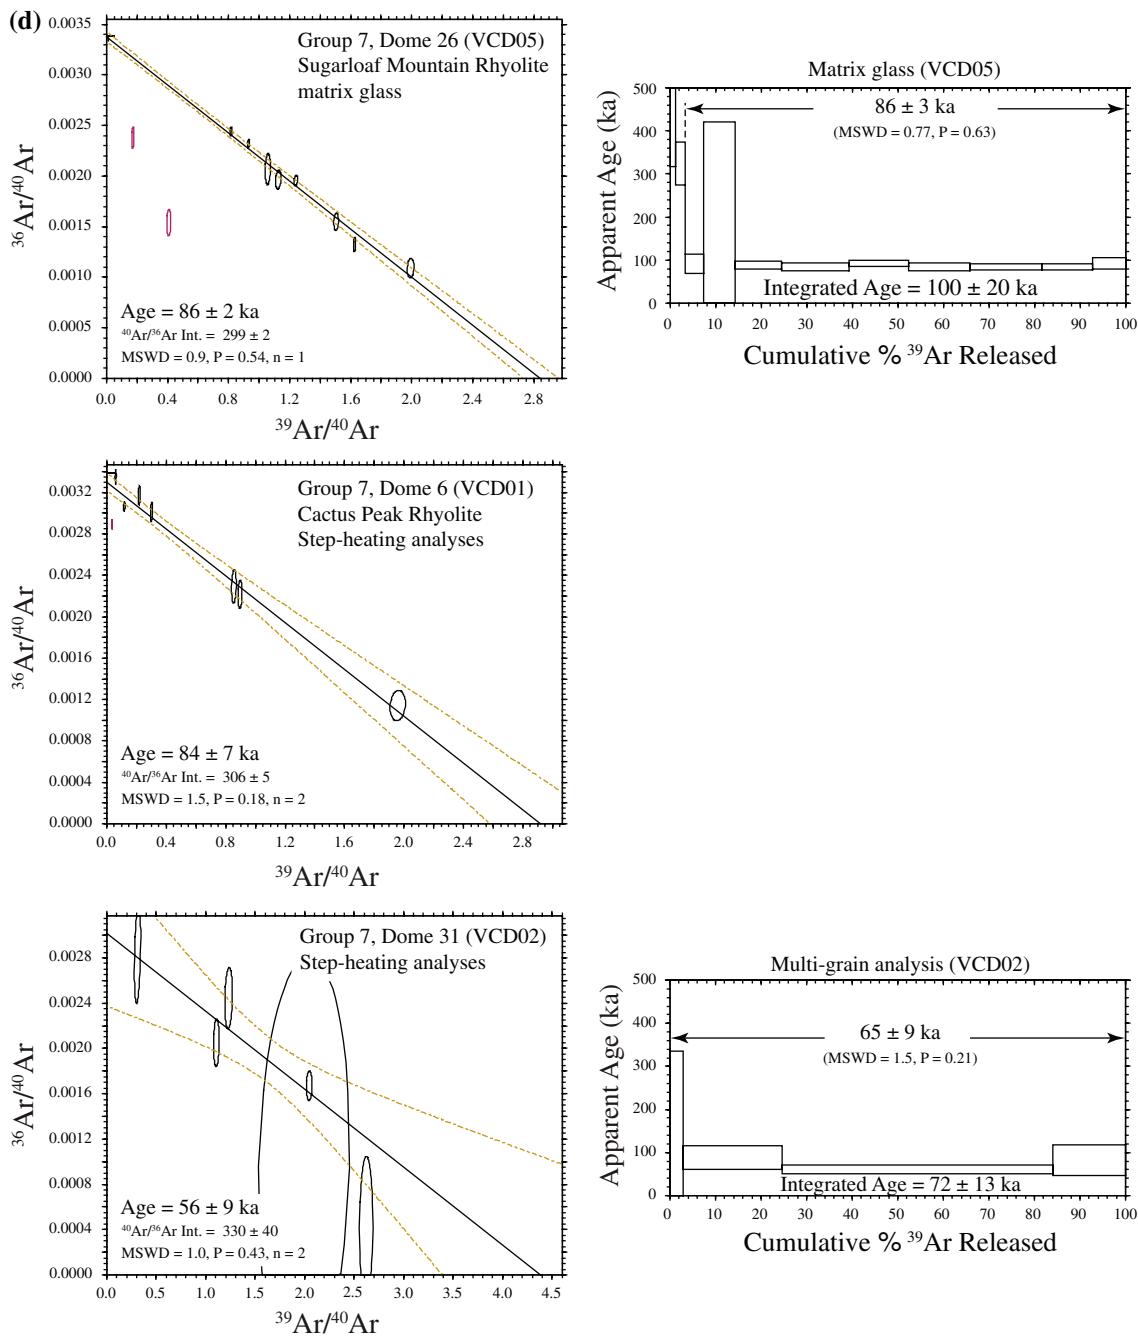 (d)
Group 7, Dome 26 (VCD05)
Sugarloaf Mountain Rhyolite
matrix glass
0.0035
0.0030
0.0025
0.0020
0.0015
0.0010
0.0005
0.0000
³⁶Ar/⁴⁰Ar
Age = 86 ± 2 ka
⁴⁰Ar/³⁶Ar Int. = 299 ± 2
MSWD = 0.9, P = 0.54, n = 1
0.0 0.4 0.8 1.2 1.6 2.0 2.4 2.8
³⁹Ar/⁴⁰Ar
Matrix glass (VCD05)
500
400
300
200
100
0
Apparent Age (ka)
86 ± 3 ka
(MSWD = 0.77, P = 0.63)
Integrated Age = 100 ± 20 ka
10 20 30 40 50 60 70 80 90 100
Cumulative % ³⁹Ar Released
Group 7, Dome 6 (VCD01)
Cactus Peak Rhyolite
Step-heating analyses
0.0032
0.0028
0.0024
0.0020
0.0016
0.0012
0.0008
0.0004
0.0000
³⁶Ar/⁴⁰Ar
Age = 84 ± 7 ka
⁴⁰Ar/³⁶Ar Int. = 306 ± 5
MSWD = 1.5, P = 0.18, n = 2
0.0 0.4 0.8 1.2 1.6 2.0 2.4 2.8
³⁹Ar/⁴⁰Ar
Group 7, Dome 31 (VCD02)
Step-heating analyses
0.0028
0.0024
0.0020
0.0016
0.0012
0.0008
0.0004
0.0000
³⁶Ar/⁴⁰Ar
Age = 56 ± 9 ka
⁴⁰Ar/³⁶Ar Int. = 330 ± 40
MSWD = 1.0, P = 0.43, n = 2
0.0 0.5 1.0 1.5 2.0 2.5 3.0 3.5 4.0 4.5
³⁹Ar/⁴⁰Ar
Multi-grain analysis (VCD02)
500
400
300
200
100
0
Apparent Age (ka)
65 ± 9 ka
(MSWD = 1.5, P = 0.21)
Integrated Age = 72 ± 13 ka
10 20 30 40 50 60 70 80 90 100
Cumulative % ³⁹Ar Released